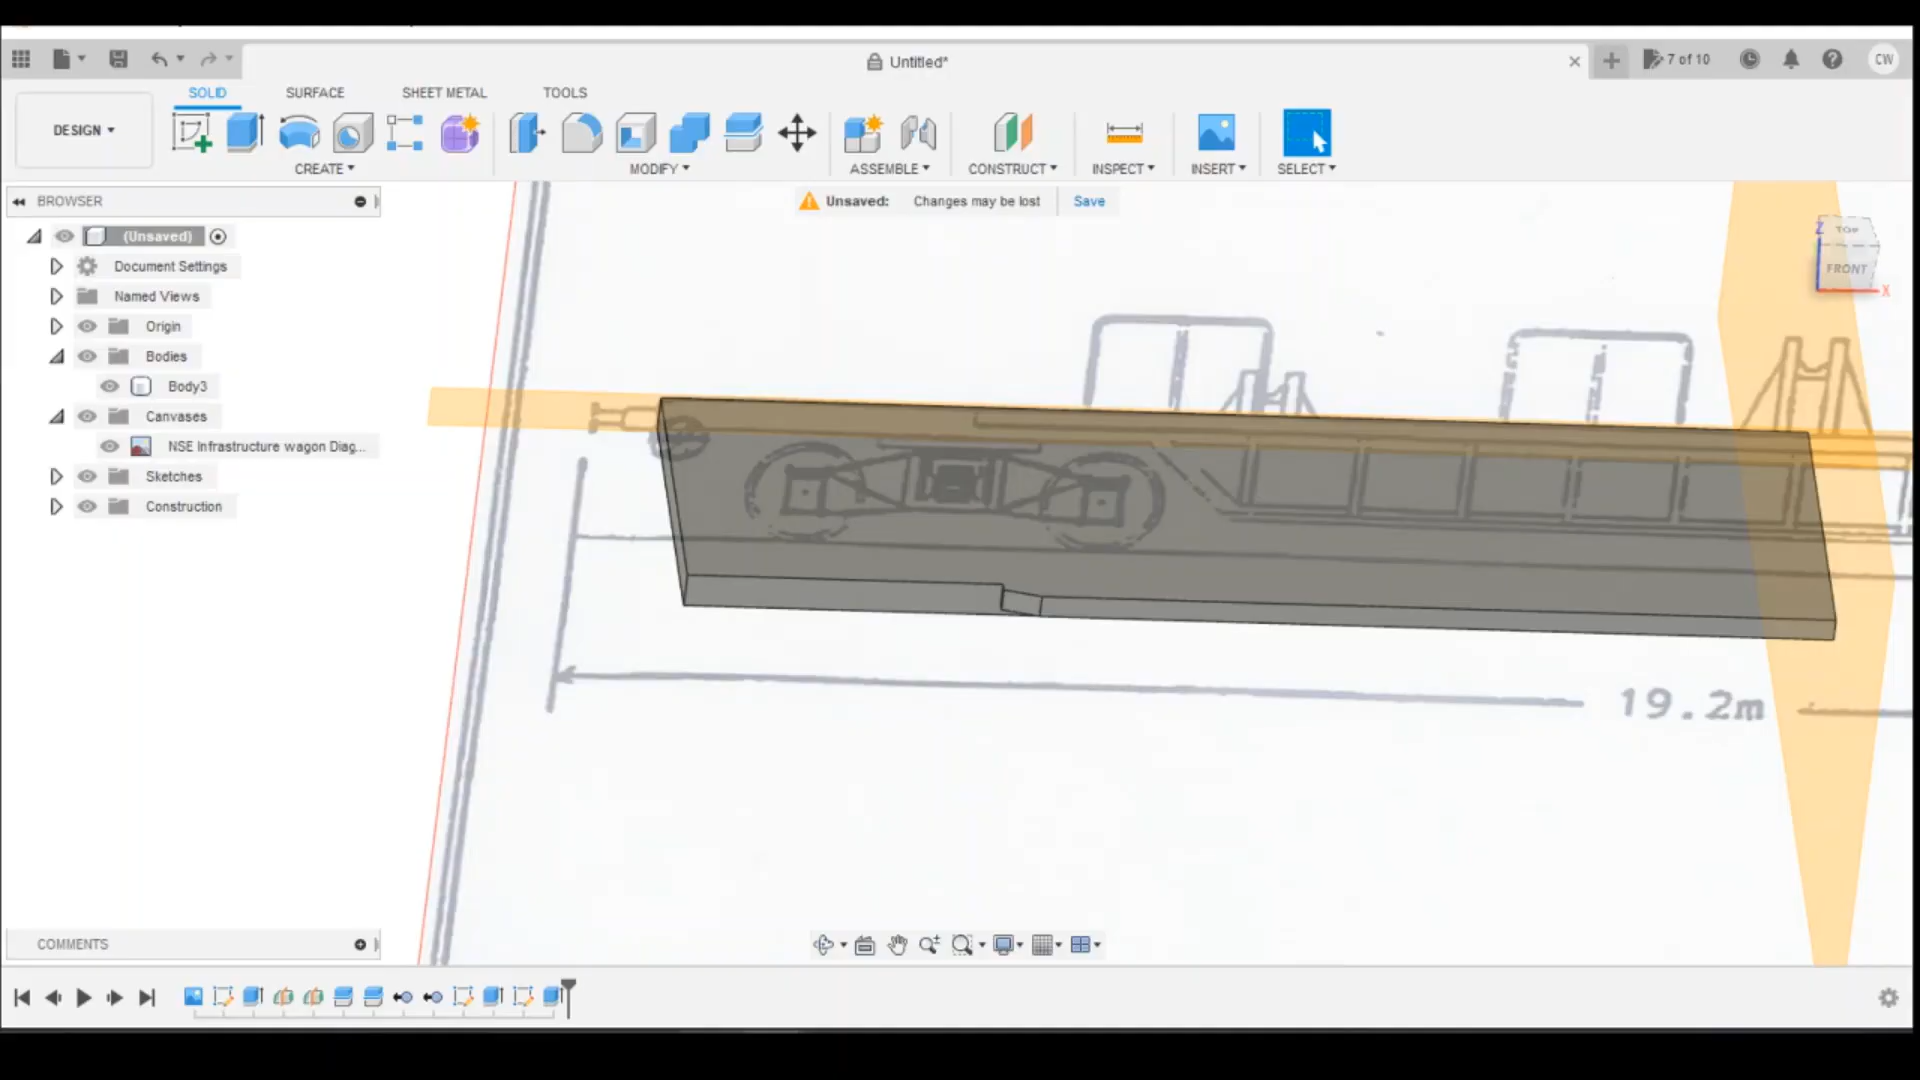 Untitled*
7 of 10
CW
DESIGN
SOLID
SURFACE
SHEET METAL
TOOLS
CREATE
MODIFY
ASSEMBLE
CONSTRUCT
INSPECT
INSERT
SELECT
BROWSER
Unsaved: Changes may be lost Save
(Unsaved)
Document Settings
Named Views
Origin
Bodies
Body3
Canvases
NSE Infrastructure wagon Diag...
Sketches
Construction
Z
TOP
FRONT
X
19.2m
COMMENTS